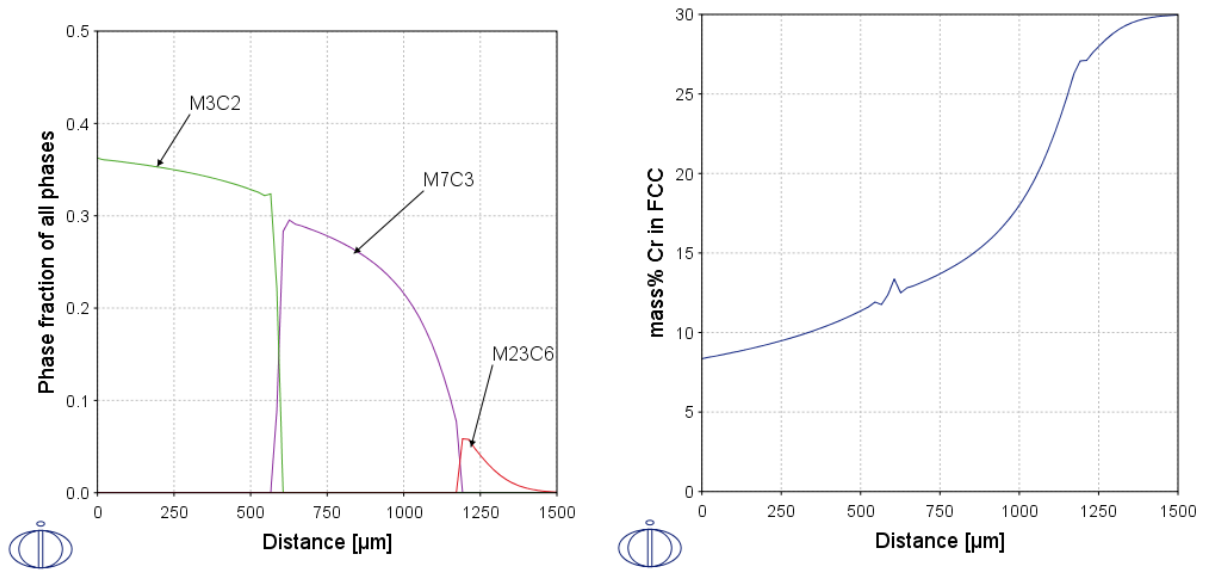 Phase fraction of all phases
0.5
0.4
0.3
0.2
0.1
0.0
M3C2
M7C3
M23C6
0 250 500 750 1000 1250 1500
Distance [µm]
mass% Cr in FCC
30
25
20
15
10
5
0
0 250 500 750 1000 1250 1500
Distance [µm]